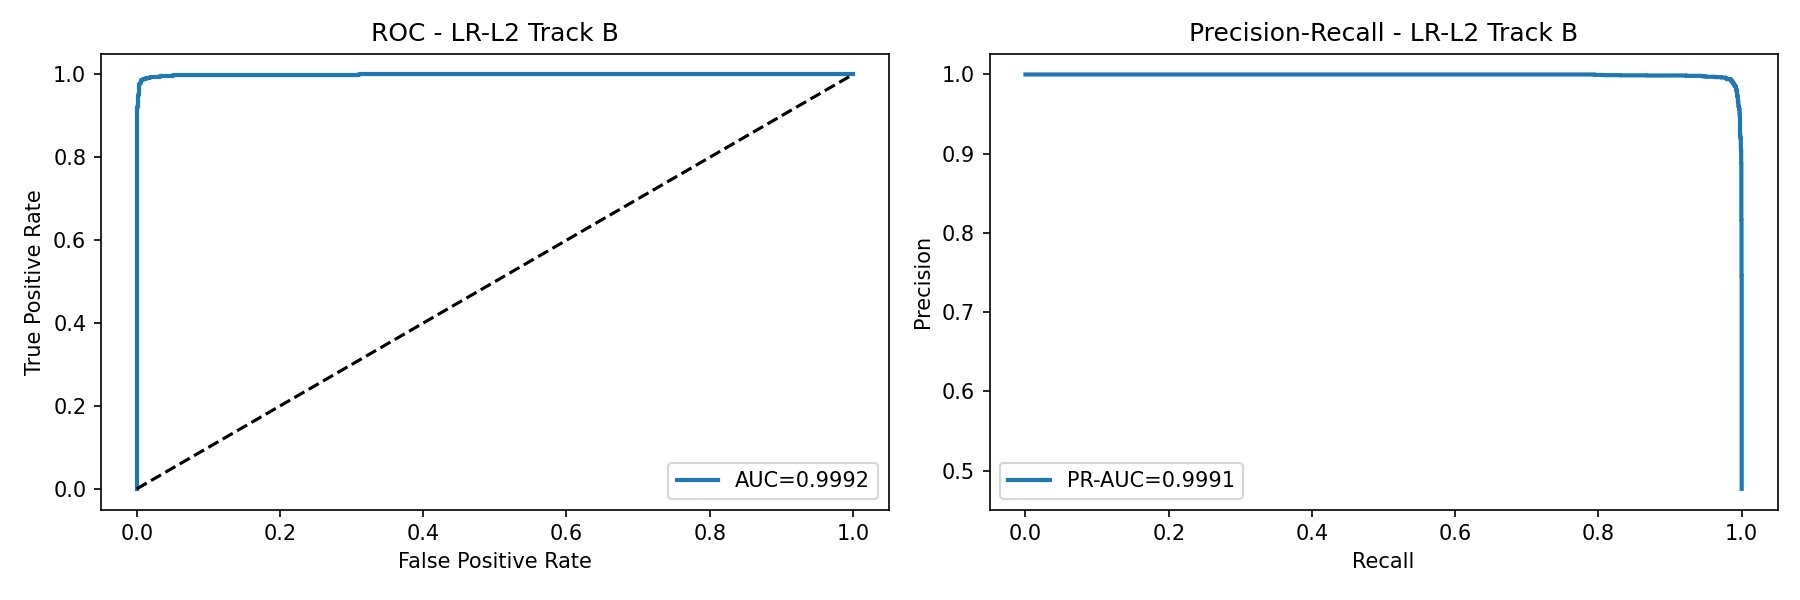 ROC - LR-L2 Track B
True Positive Rate
1.0
0.8
0.6
0.4
0.2
0.0
AUC=0.9992
0.0 0.2 0.4 0.6 0.8 1.0
False Positive Rate
Precision-Recall - LR-L2 Track B
Precision
1.0
0.9
0.8
0.7
0.6
0.5
PR-AUC=0.9991
0.0 0.2 0.4 0.6 0.8 1.0
Recall